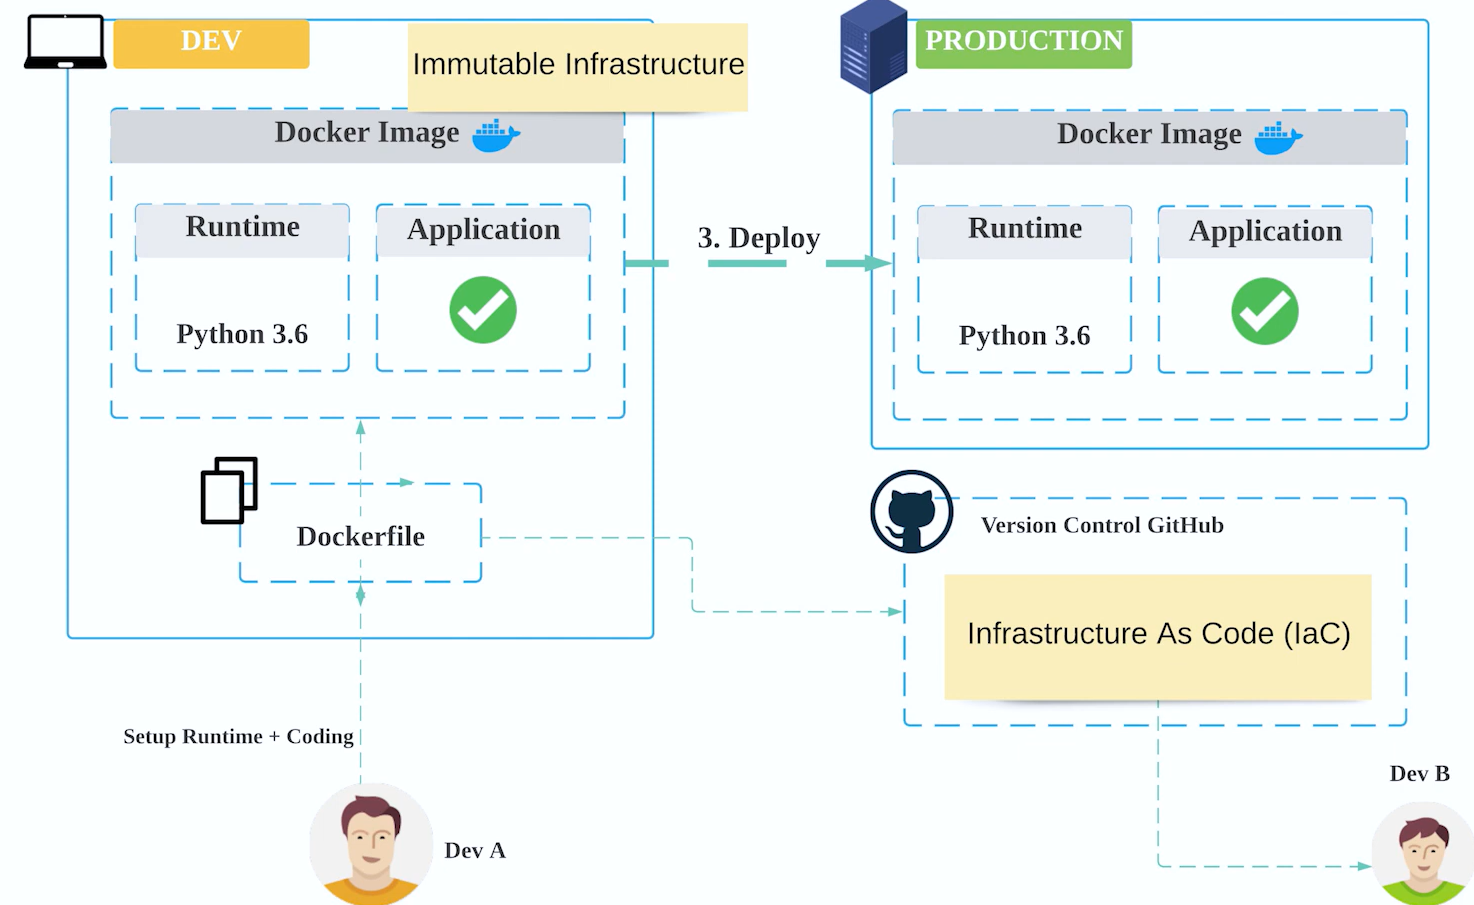 DEV
Immutable Infrastructure
Docker Image
Runtime
Application
Python 3.6
3. Deploy
PRODUCTION
Docker Image
Runtime
Application
Python 3.6
Dockerfile
Version Control GitHub
Infrastructure As Code (IaC)
Setup Runtime + Coding
Dev A
Dev B